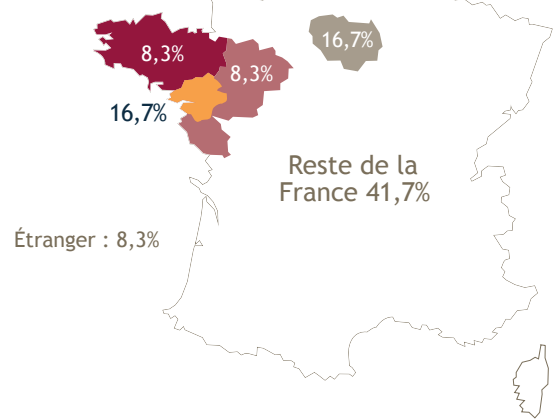 16,7%
8,3%
8,3%
16,7%
Reste de la
France 41,7%
Étranger : 8,3%